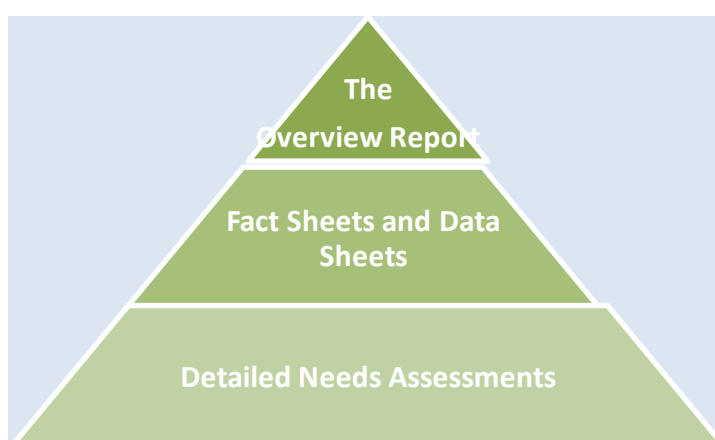 The
Overview Report
Fact Sheets and Data
Sheets
Detailed Needs Assessments